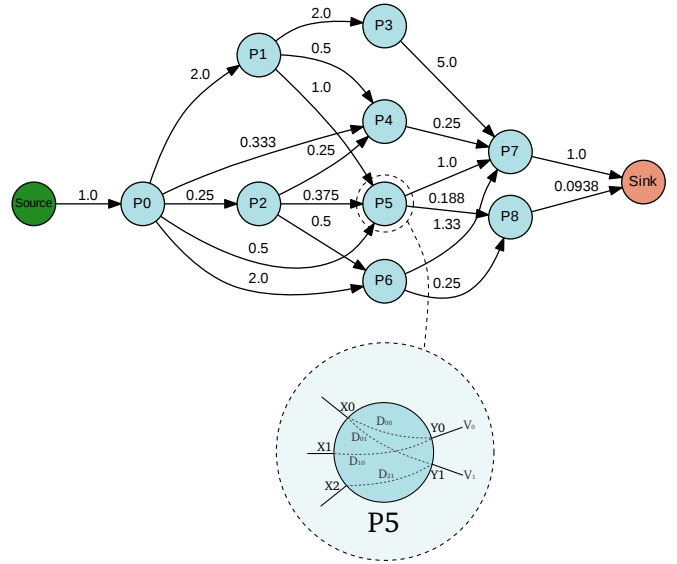 2.0
P3
0.5
P1
5.0
2.0
1.0
P4
0.333
0.25
0.25
P7
1.0
1.0
Sink
Source
1.0
P0
0.25
P2
0.375
P5
0.188
0.0938
0.5
1.33
P8
0.5
2.0
P6
0.25
X0
D₀₀
Y0
V₀
D₀₁
X1
D₁₀
D₂₁
Y1
V₁
X2
P5